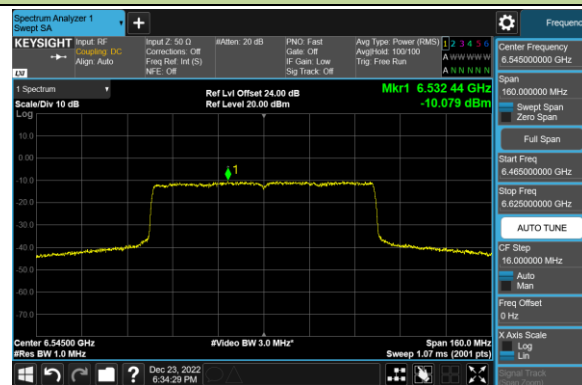 Spectrum Analyzer 1
Swept SA
Frequency
KEYSIGHT
Input: RF
Coupling: DC
Align: Auto
Input Z: 50 Ω
Corrections: Off
Freq Ref: Int (S)
NFE: Off
#Atten: 20 dB
PNO: Fast
Gate: Off
IF Gain: Low
Sig Track: Off
Avg Type: Power (RMS)
Avg|Hold: 100/100
Trig: Free Run
1 2 3 4 5 6
A W W W W W
A N N N N N
LXI
1 Spectrum
Scale/Div 10 dB
Log
Ref Lvl Offset 24.00 dB
Ref Level 20.00 dBm
Mkr1 6.532 44 GHz
-10.079 dBm
1
10.0
0.00
-10.0
-20.0
-30.0
-40.0
-50.0
-60.0
-70.0
Center 6.54500 GHz
#Res BW 1.0 MHz
#Video BW 3.0 MHz*
Span 160.0 MHz
Sweep 1.07 ms (2001 pts)
Dec 23, 2022
6:34:29 PM
Center Frequency
6.545000000 GHz
Span
160.000000 MHz
Swept Span
Zero Span
Full Span
Start Freq
6.465000000 GHz
Stop Freq
6.625000000 GHz
AUTO TUNE
CF Step
16.000000 MHz
Auto
Man
Freq Offset
0 Hz
X Axis Scale
Log
Lin
Signal Track